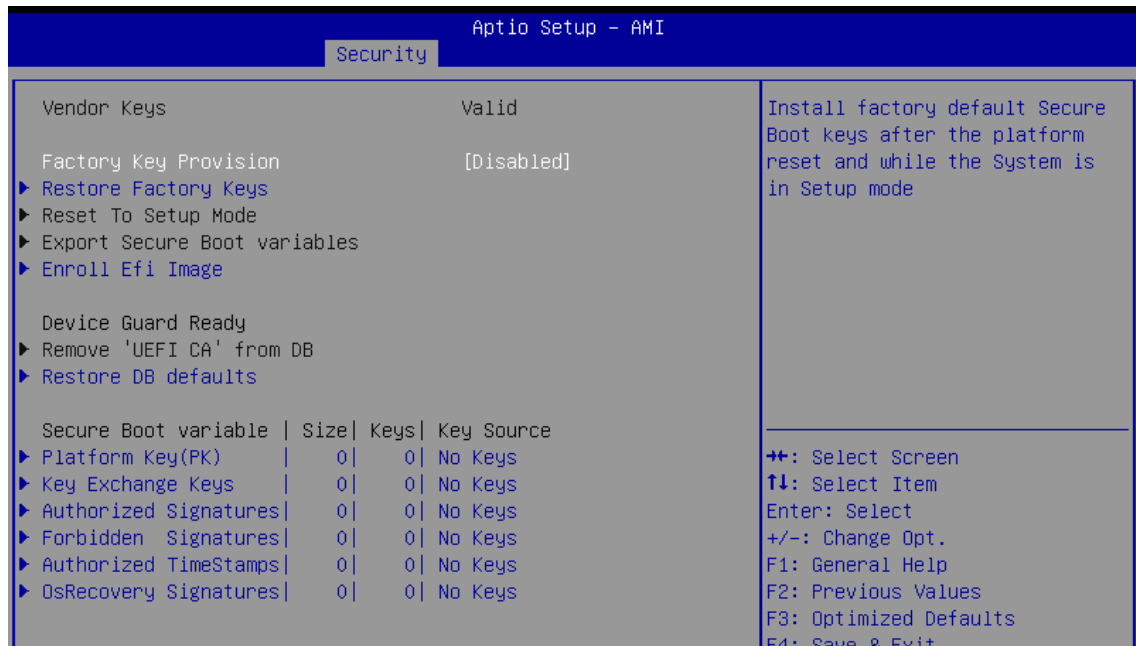 Aptio Setup – AMI
Security
Vendor Keys Valid
Factory Key Provision [Disabled]
▶ Restore Factory Keys
▶ Reset To Setup Mode
▶ Export Secure Boot variables
▶ Enroll Efi Image
Device Guard Ready
▶ Remove 'UEFI CA' from DB
▶ Restore DB defaults
Secure Boot variable | Size| Keys| Key Source
▶ Platform Key(PK) | 0| 0| No Keys
▶ Key Exchange Keys | 0| 0| No Keys
▶ Authorized Signatures| 0| 0| No Keys
▶ Forbidden Signatures| 0| 0| No Keys
▶ Authorized TimeStamps| 0| 0| No Keys
▶ OsRecovery Signatures| 0| 0| No Keys
Install factory default Secure
Boot keys after the platform
reset and while the System is
in Setup mode
→←: Select Screen
↑↓: Select Item
Enter: Select
+/-: Change Opt.
F1: General Help
F2: Previous Values
F3: Optimized Defaults
F4: Save & Exit